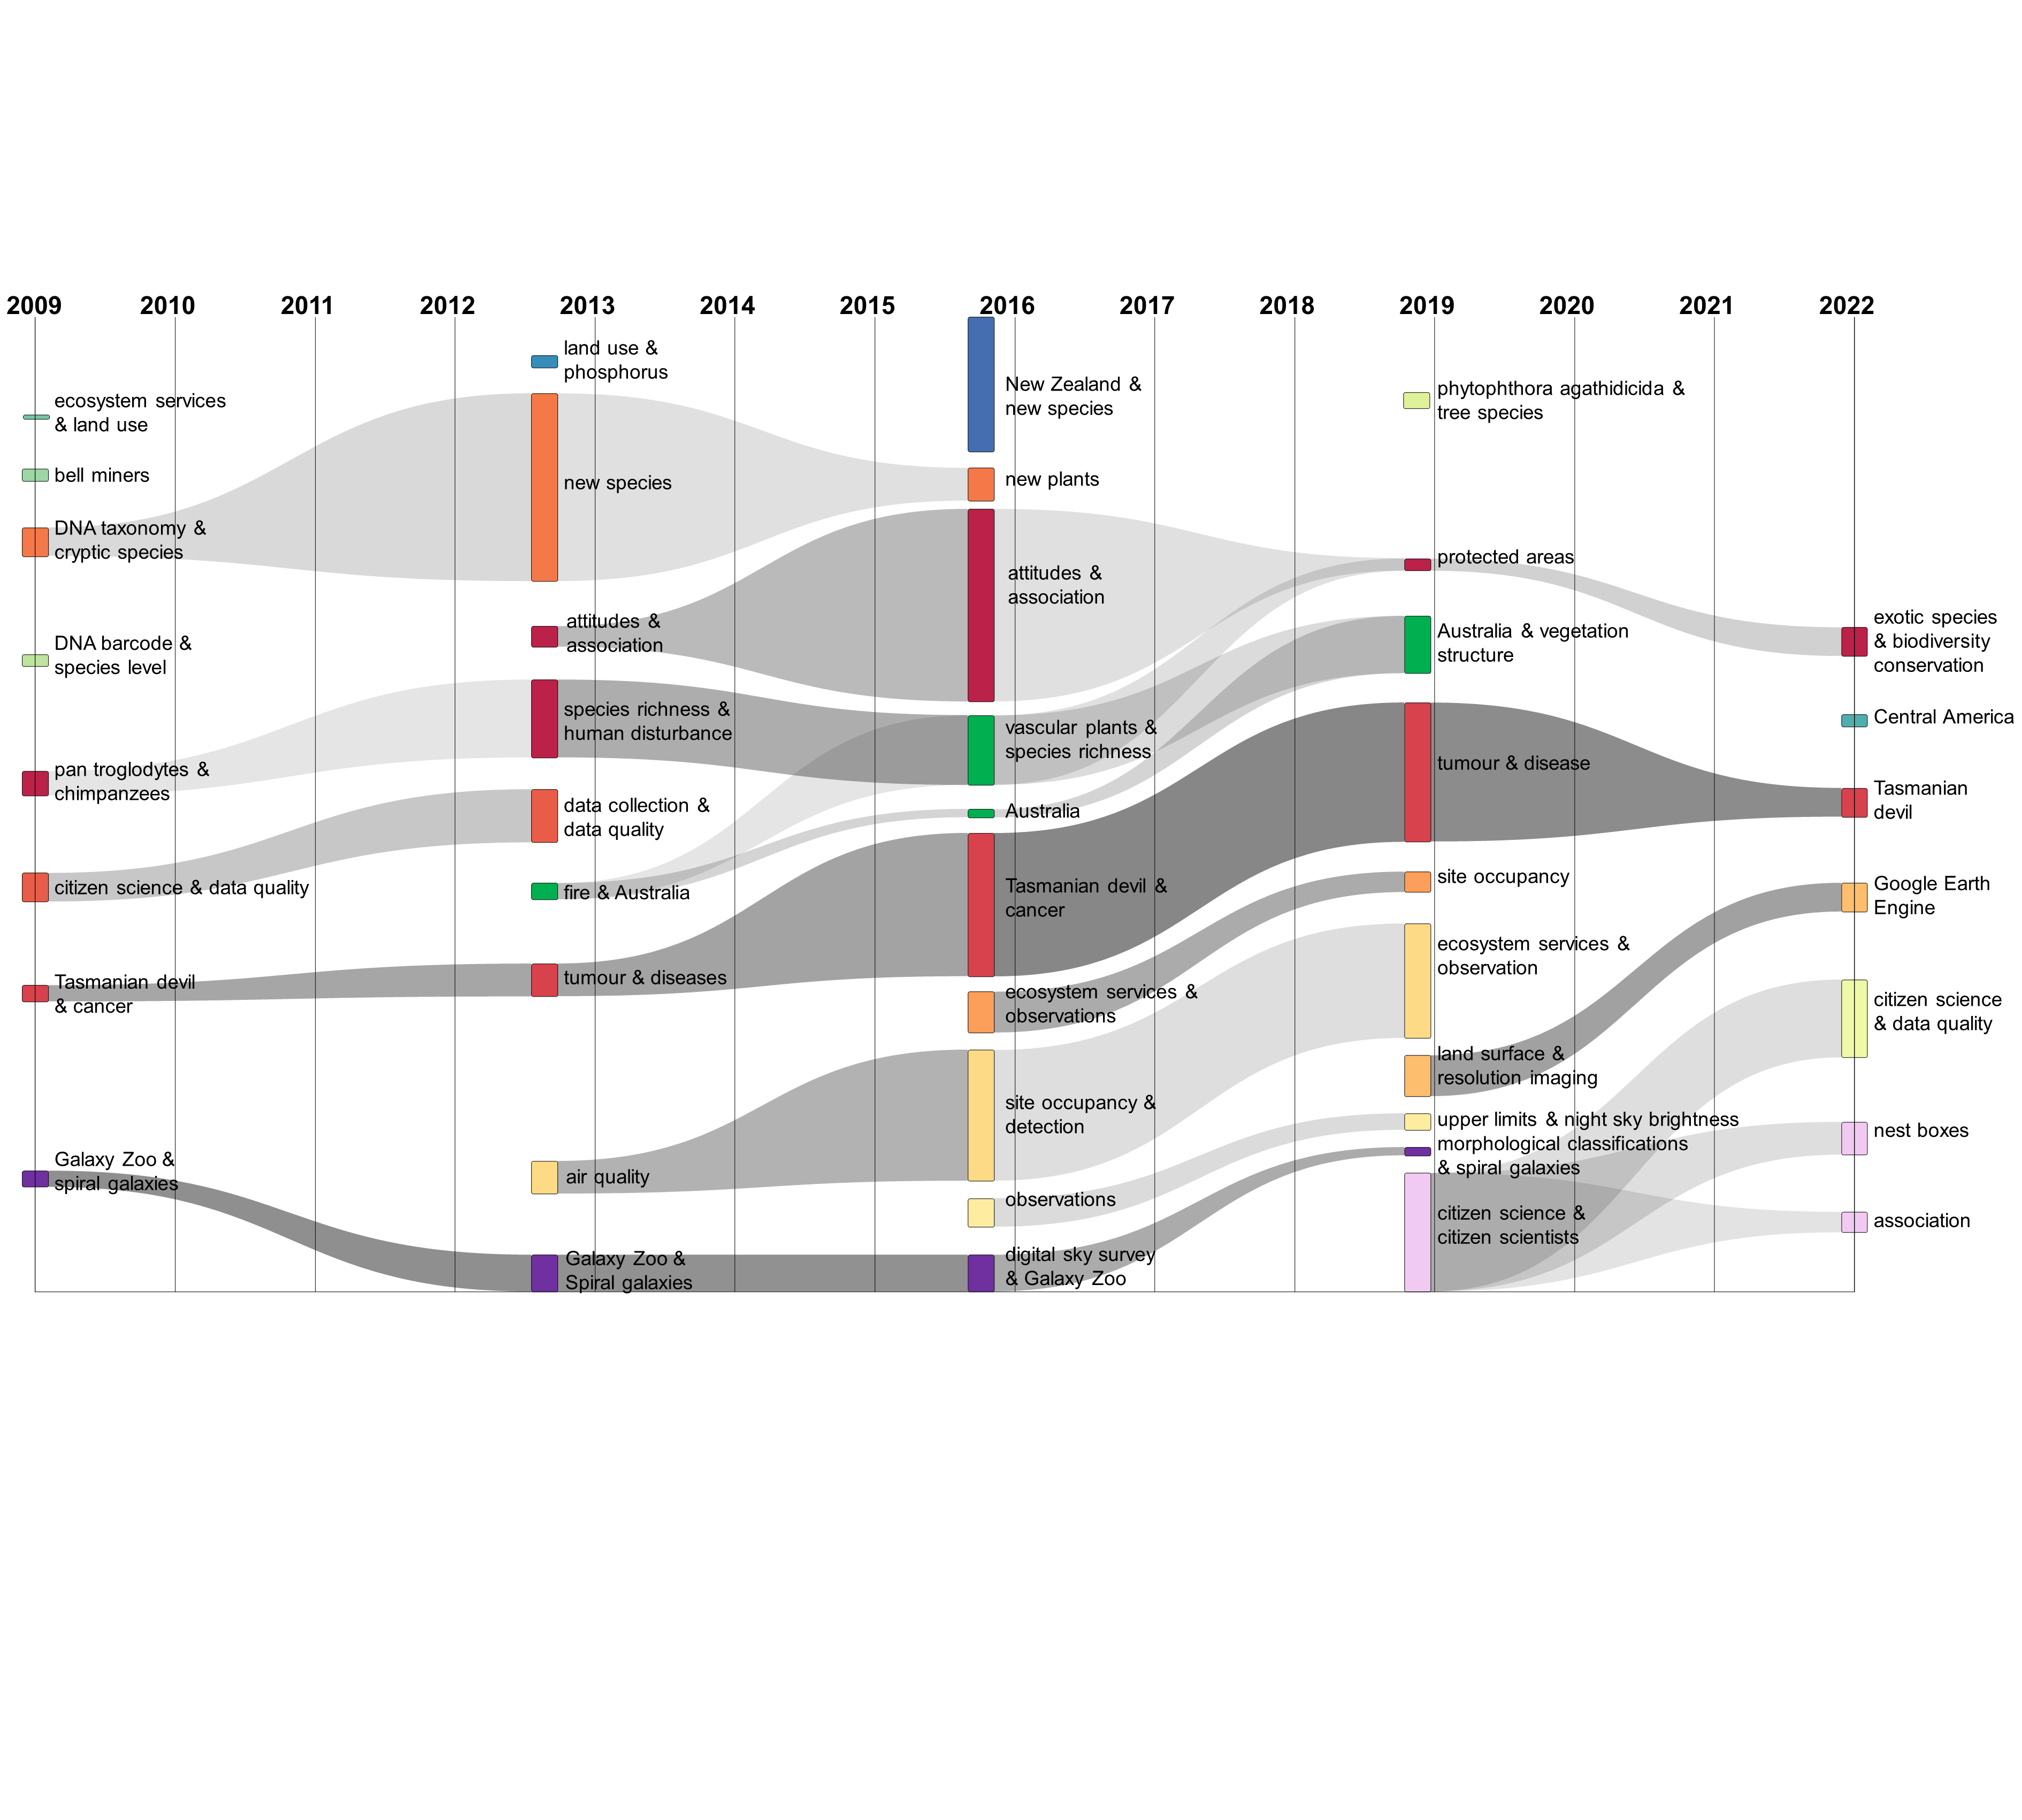 2009 2010 2011 2012 2013 2014 2015 2016 2017 2018 2019 2020 2021 2022
ecosystem services
& land use
bell miners
DNA taxonomy &
cryptic species
DNA barcode &
species level
pan troglodytes &
chimpanzees
citizen science & data quality
Tasmanian devil
& cancer
Galaxy Zoo &
spiral galaxies
land use &
phosphorus
new species
attitudes &
association
species richness &
human disturbance
data collection &
data quality
fire & Australia
tumour & diseases
air quality
Galaxy Zoo &
Spiral galaxies
New Zealand &
new species
new plants
attitudes &
association
vascular plants &
species richness
Australia
Tasmanian devil &
cancer
ecosystem services &
observations
site occupancy &
detection
observations
digital sky survey
& Galaxy Zoo
phytophthora agathidicida &
tree species
protected areas
Australia & vegetation
structure
tumour & disease
site occupancy
ecosystem services &
observation
land surface &
resolution imaging
upper limits & night sky brightness
morphological classifications
& spiral galaxies
citizen science &
citizen scientists
exotic species
& biodiversity
conservation
Central America
Tasmanian
devil
Google Earth
Engine
citizen science
& data quality
nest boxes
association